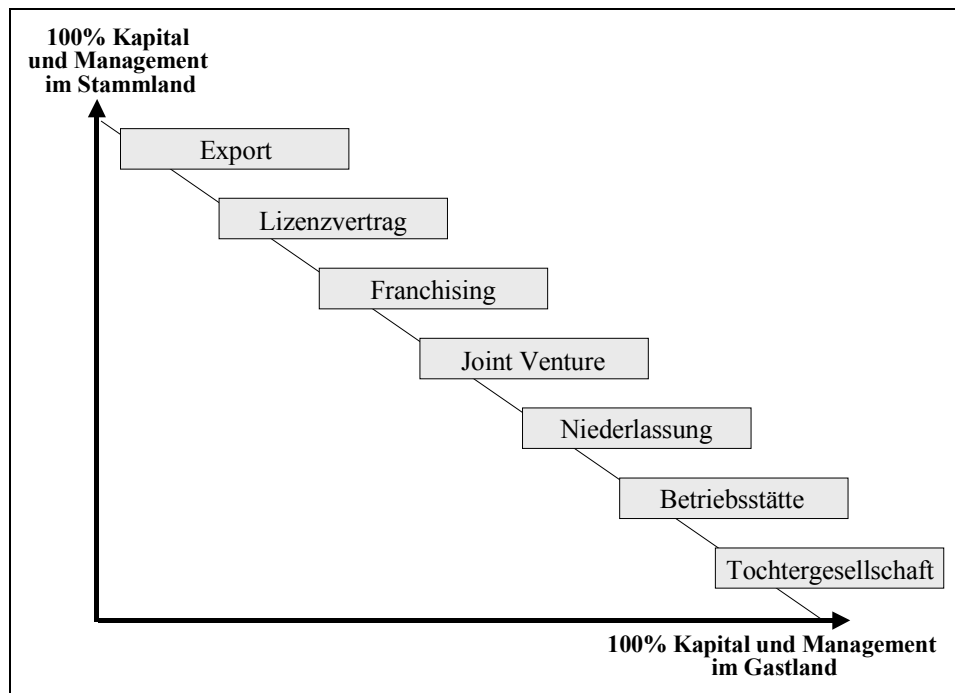 100% Kapital
und Management
im Stammland
Export
Lizenzvertrag
Franchising
Joint Venture
Niederlassung
Betriebsstätte
Tochtergesellschaft
100% Kapital und Management
im Gastland